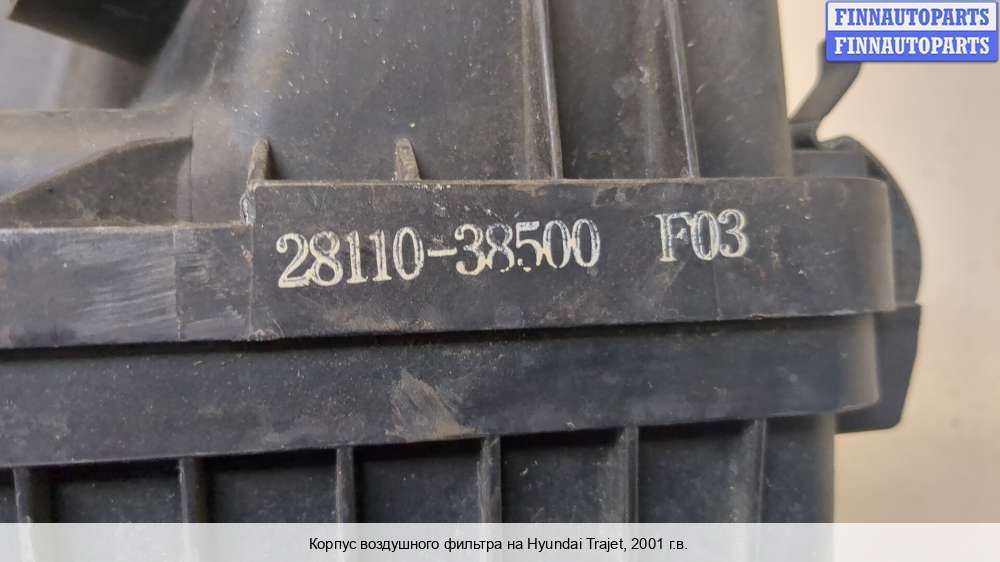 FINNAUTOPARTS
FINNAUTOPARTS
28110-38500 F03
Корпус воздушного фильтра на Hyundai Trajet, 2001 г.в.